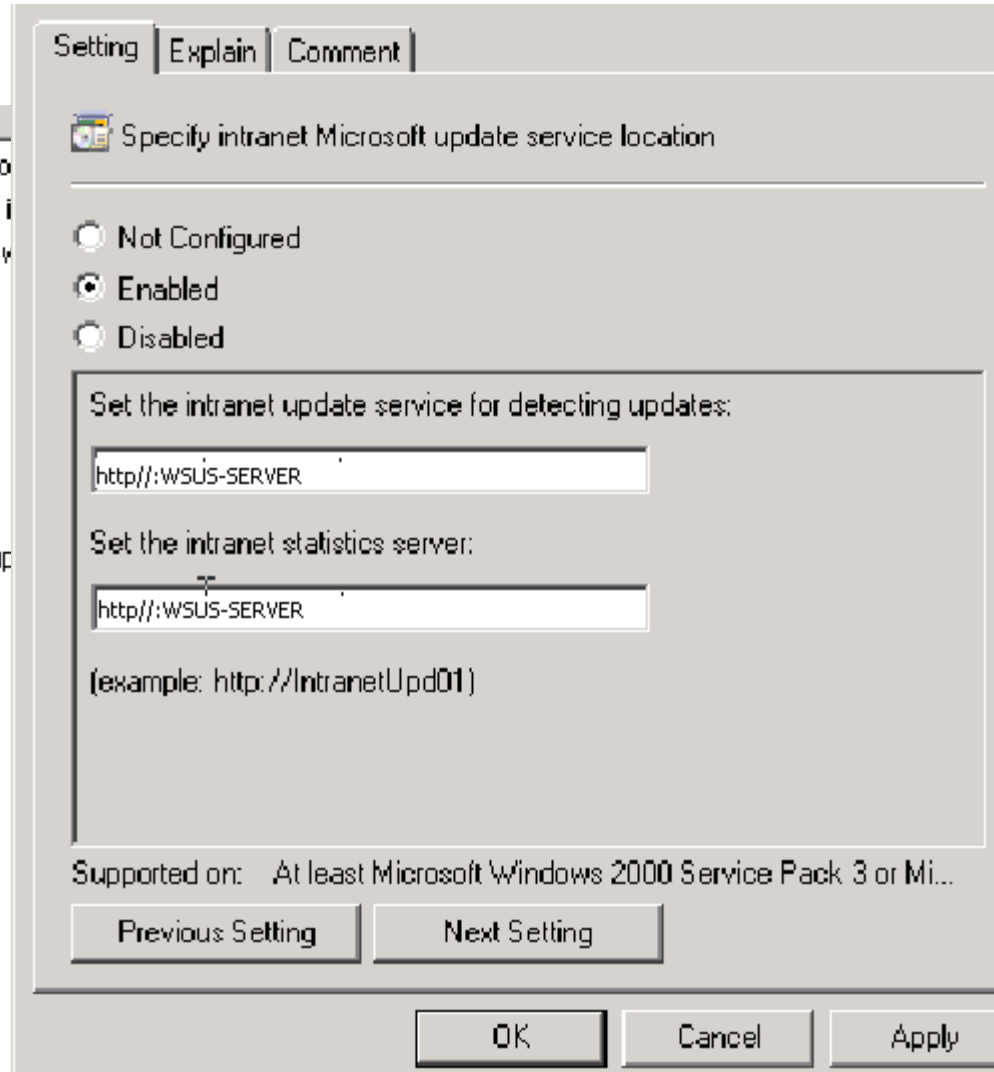 Setting Explain Comment
Specify intranet Microsoft update service location
Not Configured
Enabled
Disabled
Set the intranet update service for detecting updates:
http//:WSUS-SERVER
Set the intranet statistics server:
http//:WSUS-SERVER
(example: http://IntranetUpd01)
Supported on: At least Microsoft Windows 2000 Service Pack 3 or Mi...
Previous Setting Next Setting
OK Cancel Apply